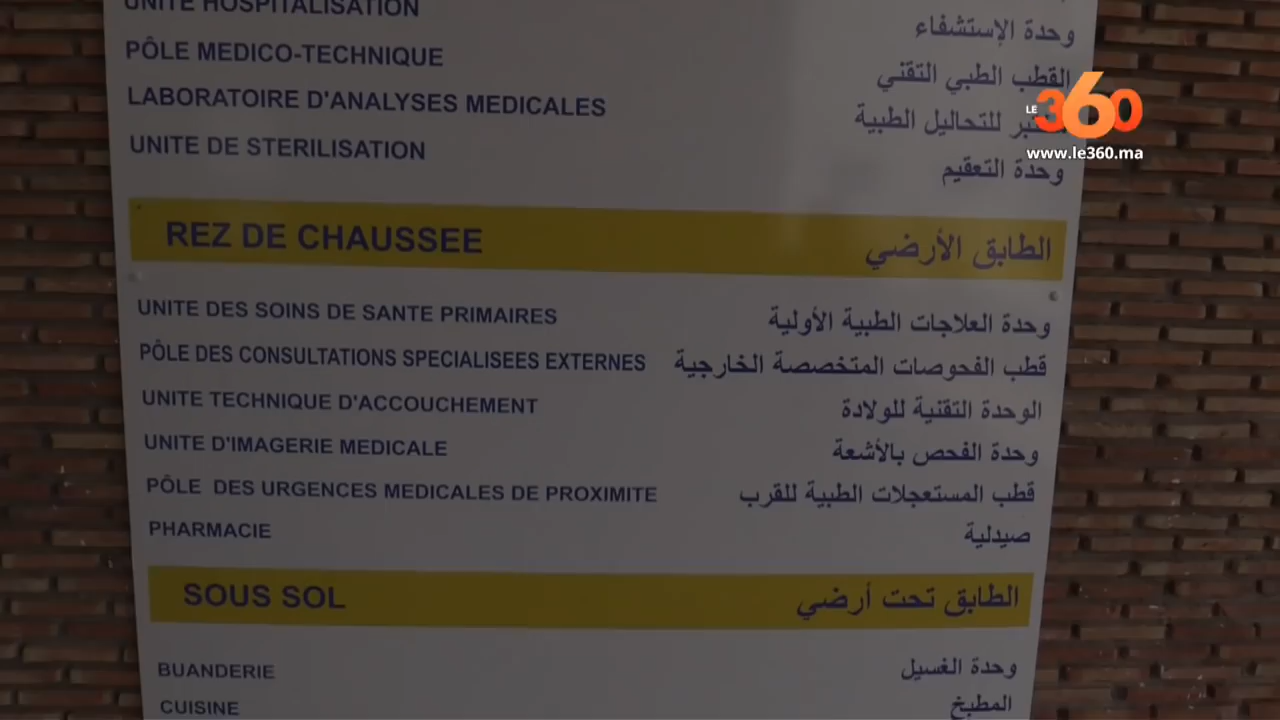 UNITE HOSPITALISATION وحدة الإستشفاء
PÔLE MEDICO-TECHNIQUE القطب الطبي التقني
LABORATOIRE D'ANALYSES MEDICALES للتحاليل الطبية
UNITE DE STERILISATION وحدة التعقيم
LE 360
www.le360.ma
REZ DE CHAUSSEE الطابق الأرضي
UNITE DES SOINS DE SANTE PRIMAIRES وحدة العلاجات الطبية الأولية
PÔLE DES CONSULTATIONS SPECIALISEES EXTERNES قطب الفحوصات المتخصصة الخارجية
UNITE TECHNIQUE D'ACCOUCHEMENT الوحدة التقنية للولادة
UNITE D'IMAGERIE MEDICALE وحدة الفحص بالأشعة
PÔLE DES URGENCES MEDICALES DE PROXIMITE قطب المستعجلات الطبية للقرب
PHARMACIE صيدلية
SOUS SOL الطابق تحت أرضي
BUANDERIE وحدة الغسيل
CUISINE المطبخ